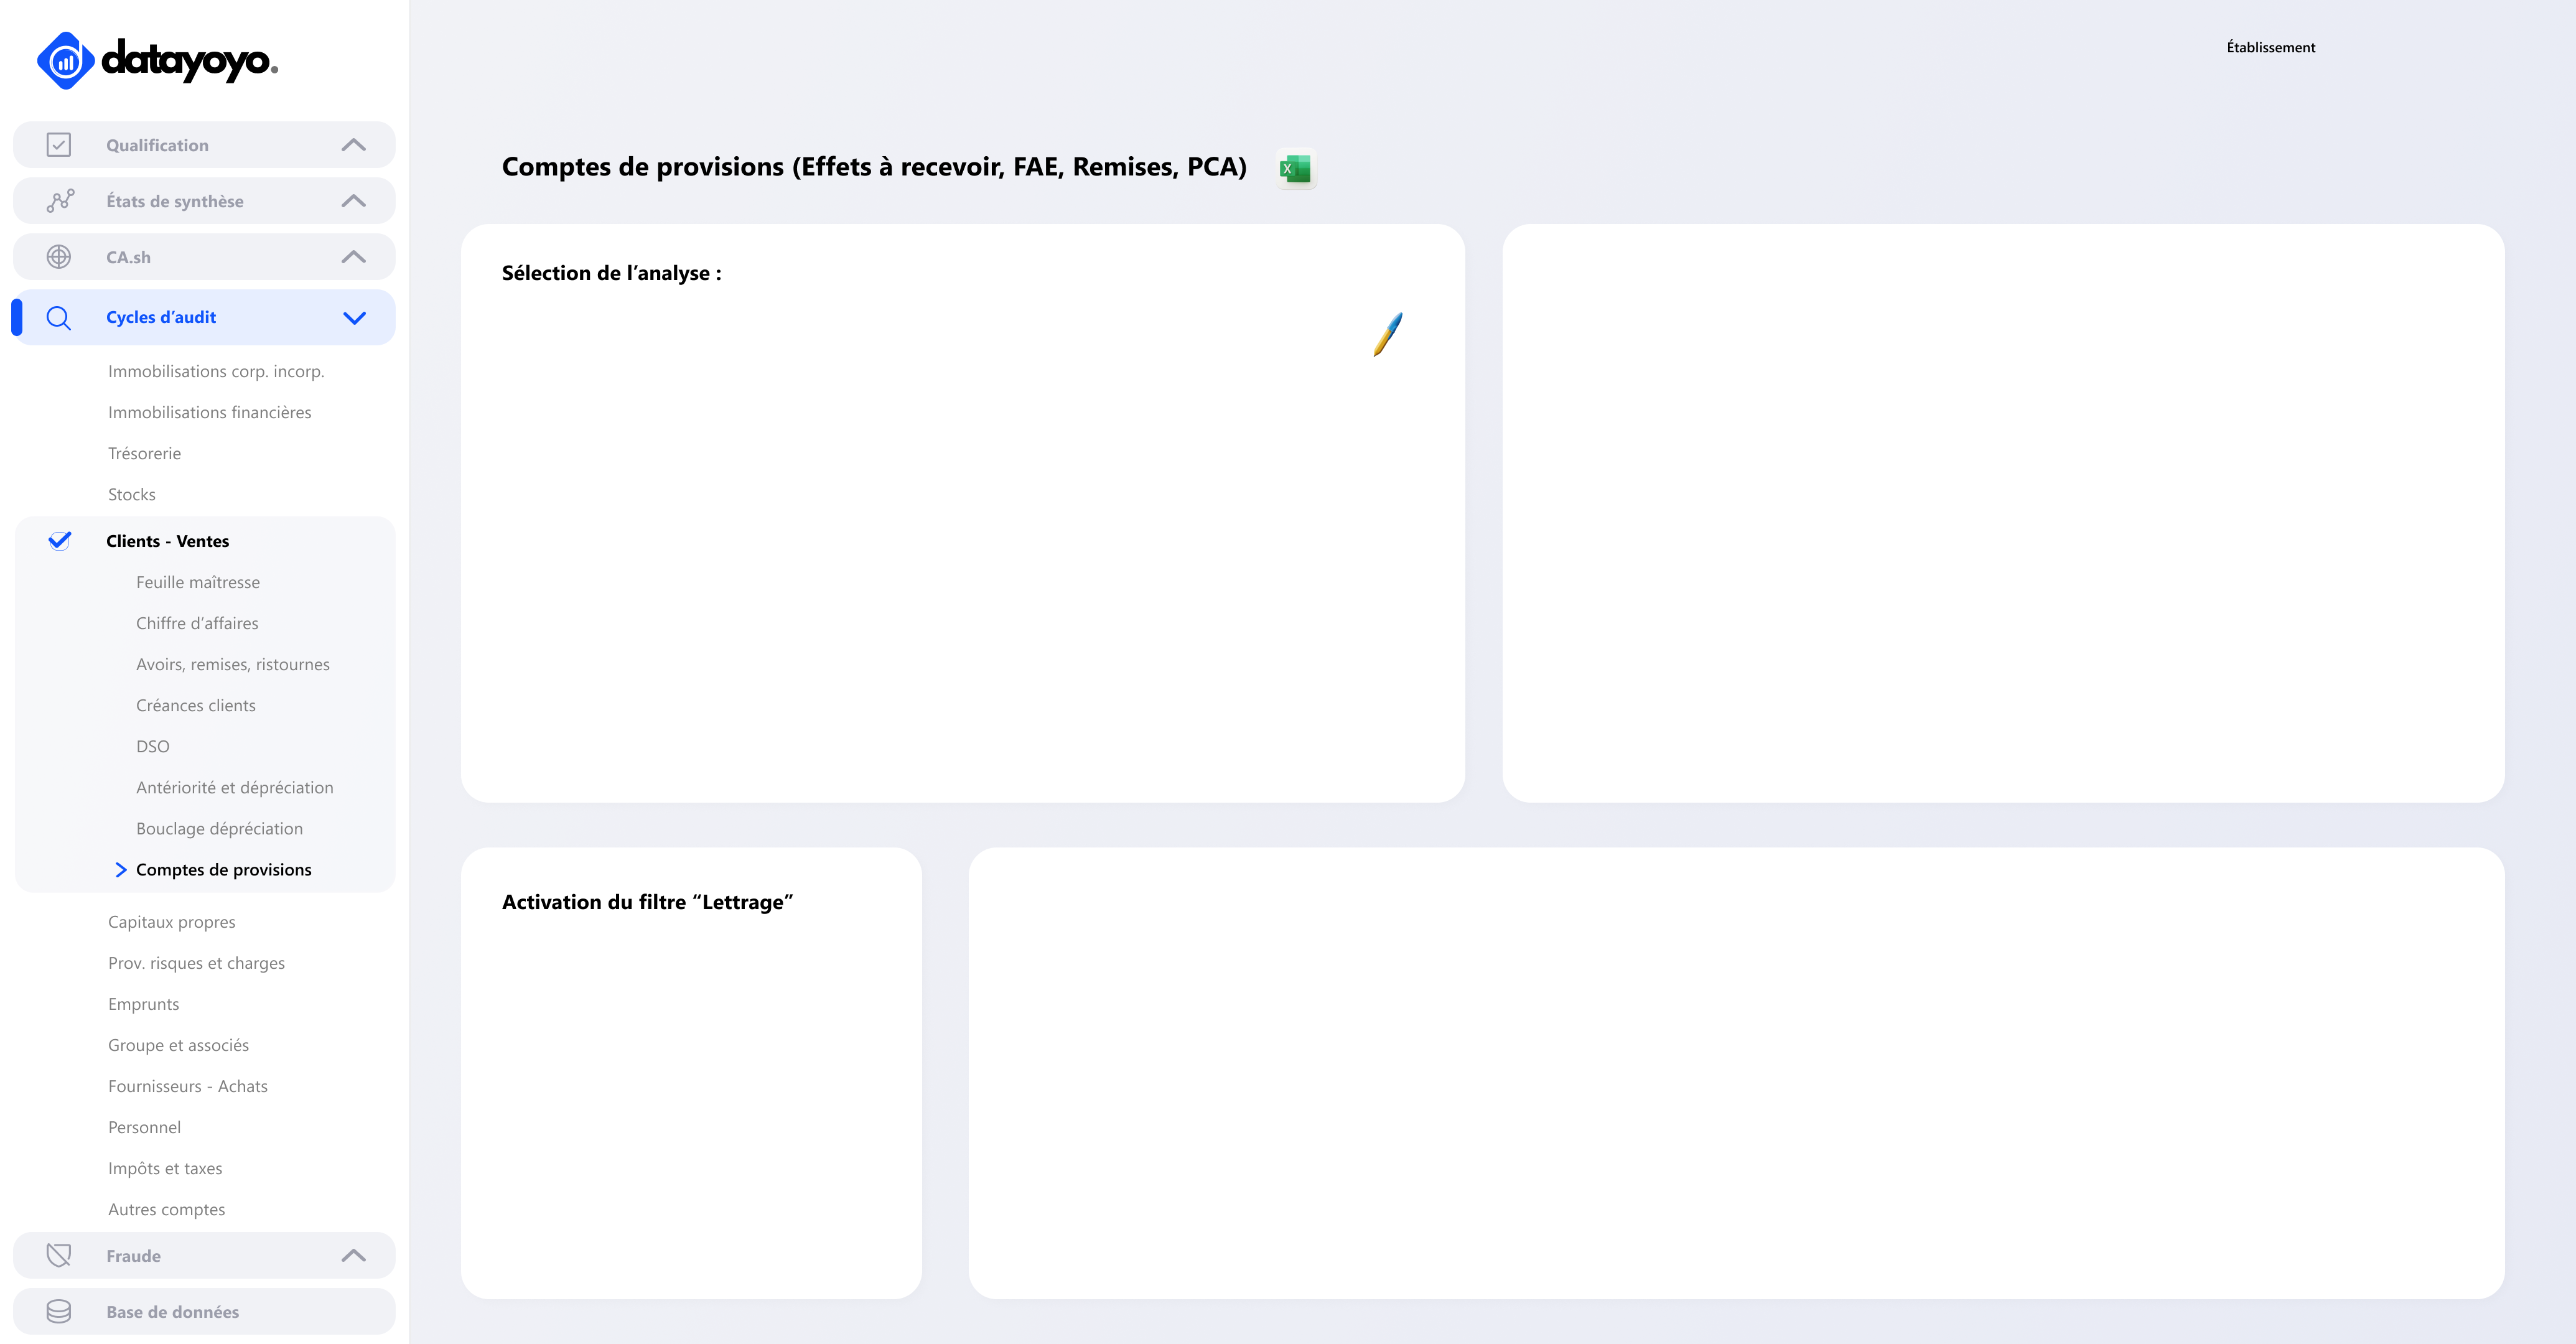 datayoyo.
Qualification
États de synthèse
CA.sh
Cycles d’audit
Immobilisations corp. incorp.
Immobilisations financières
Trésorerie
Stocks
Clients - Ventes
Feuille maîtresse
Chiffre d’affaires
Avoirs, remises, ristournes
Créances clients
DSO
Antériorité et dépréciation
Bouclage dépréciation
Comptes de provisions
Capitaux propres
Prov. risques et charges
Emprunts
Groupe et associés
Fournisseurs - Achats
Personnel
Impôts et taxes
Autres comptes
Fraude
Base de données
Établissement
Comptes de provisions (Effets à recevoir, FAE, Remises, PCA)
X
Sélection de l’analyse :
Activation du filtre “Lettrage”